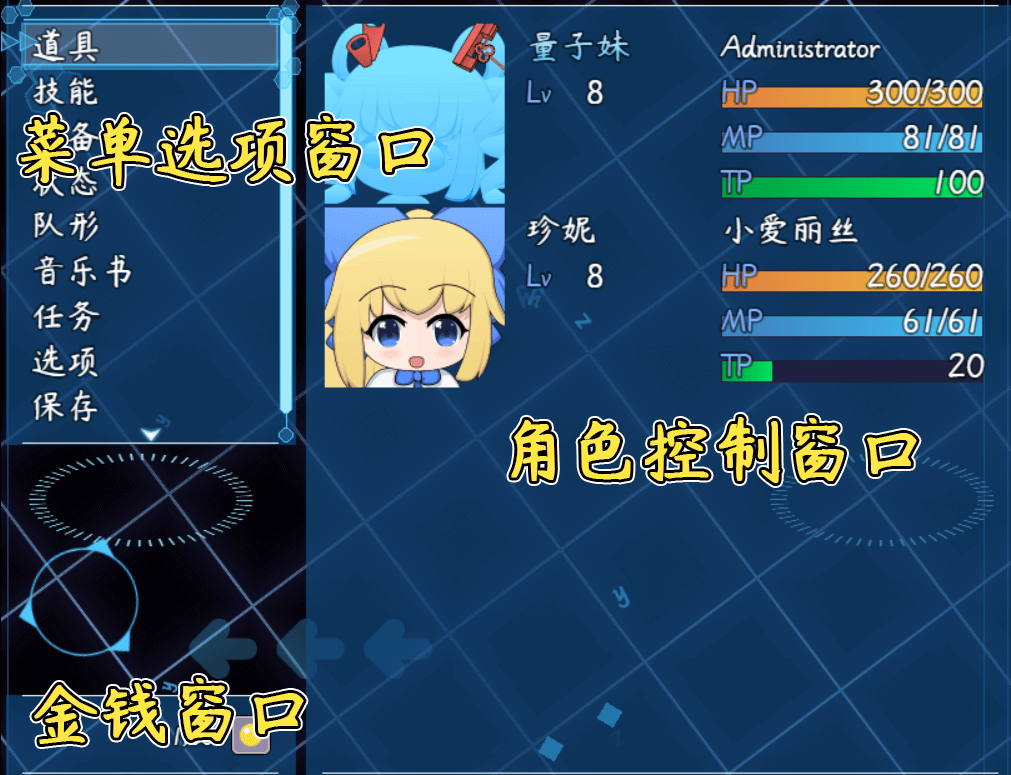 道具
技能
菜单选项窗口
队形
音乐书
任务
选项
保存
量子妹 Administrator
Lv 8 HP 300/300
MP 81/81
TP 100
珍妮 小爱丽丝
Lv 8 HP 260/260
MP 61/61
TP 20
角色控制窗口
金钱窗口